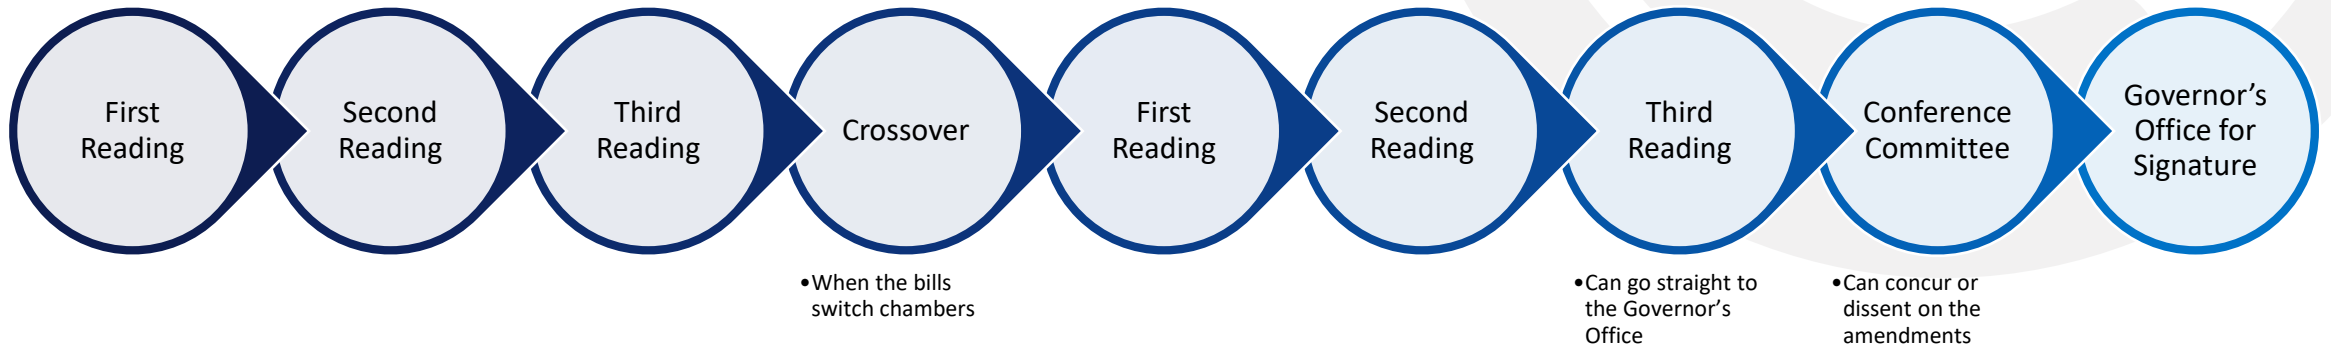 First
Reading
Second
Reading
Third
Reading
Crossover
•When the bills
switch chambers
First
Reading
Second
Reading
Third
Reading
•Can go straight to
the Governor’s
Office
Conference
Committee
•Can concur or
dissent on the
amendments
Governor’s
Office for
Signature